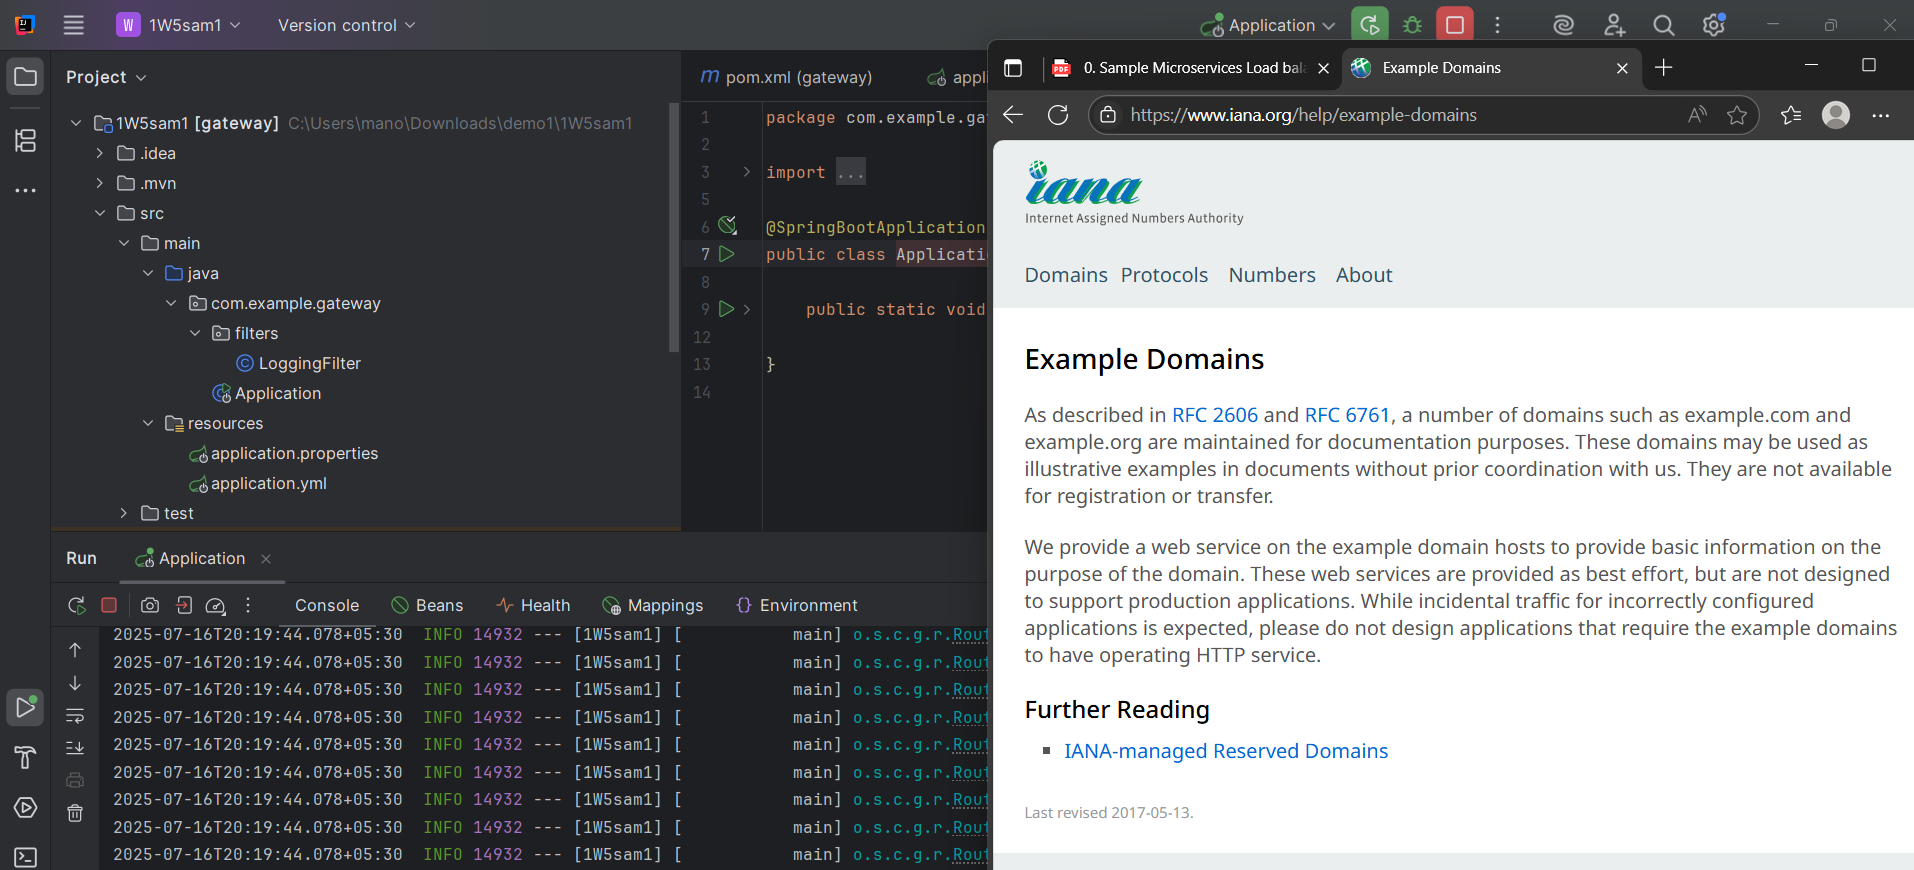 W 1W5sam1 Version control Application
Project
1W5sam1 [gateway] C:\Users\mano\Downloads\demo1\1W5sam1
.idea
.mvn
src
main
java
com.example.gateway
filters
LoggingFilter
Application
resources
application.properties
application.yml
test
m pom.xml (gateway) appli
1 package com.example.ga
2
3 import ...
5
6 @SpringBootApplication
7 public class Applicati
8
9 public static void
12
13 }
14
Run Application
Console Beans Health Mappings Environment
2025-07-16T20:19:44.078+05:30 INFO 14932 --- [1W5sam1] [ main] o.s.c.g.r.Rout
2025-07-16T20:19:44.078+05:30 INFO 14932 --- [1W5sam1] [ main] o.s.c.g.r.Rout
2025-07-16T20:19:44.078+05:30 INFO 14932 --- [1W5sam1] [ main] o.s.c.g.r.Rout
2025-07-16T20:19:44.078+05:30 INFO 14932 --- [1W5sam1] [ main] o.s.c.g.r.Rout
2025-07-16T20:19:44.078+05:30 INFO 14932 --- [1W5sam1] [ main] o.s.c.g.r.Rout
2025-07-16T20:19:44.078+05:30 INFO 14932 --- [1W5sam1] [ main] o.s.c.g.r.Rout
2025-07-16T20:19:44.078+05:30 INFO 14932 --- [1W5sam1] [ main] o.s.c.g.r.Rout
2025-07-16T20:19:44.078+05:30 INFO 14932 --- [1W5sam1] [ main] o.s.c.g.r.Rout
2025-07-16T20:19:44.078+05:30 INFO 14932 --- [1W5sam1] [ main] o.s.c.g.r.Rout
PDF 0. Sample Microservices Load bala Example Domains
https://www.iana.org/help/example-domains
iana
Internet Assigned Numbers Authority
Domains Protocols Numbers About
Example Domains
As described in RFC 2606 and RFC 6761, a number of domains such as example.com and
example.org are maintained for documentation purposes. These domains may be used as
illustrative examples in documents without prior coordination with us. They are not available
for registration or transfer.
We provide a web service on the example domain hosts to provide basic information on the
purpose of the domain. These web services are provided as best effort, but are not designed
to support production applications. While incidental traffic for incorrectly configured
applications is expected, please do not design applications that require the example domains
to have operating HTTP service.
Further Reading
IANA-managed Reserved Domains
Last revised 2017-05-13.